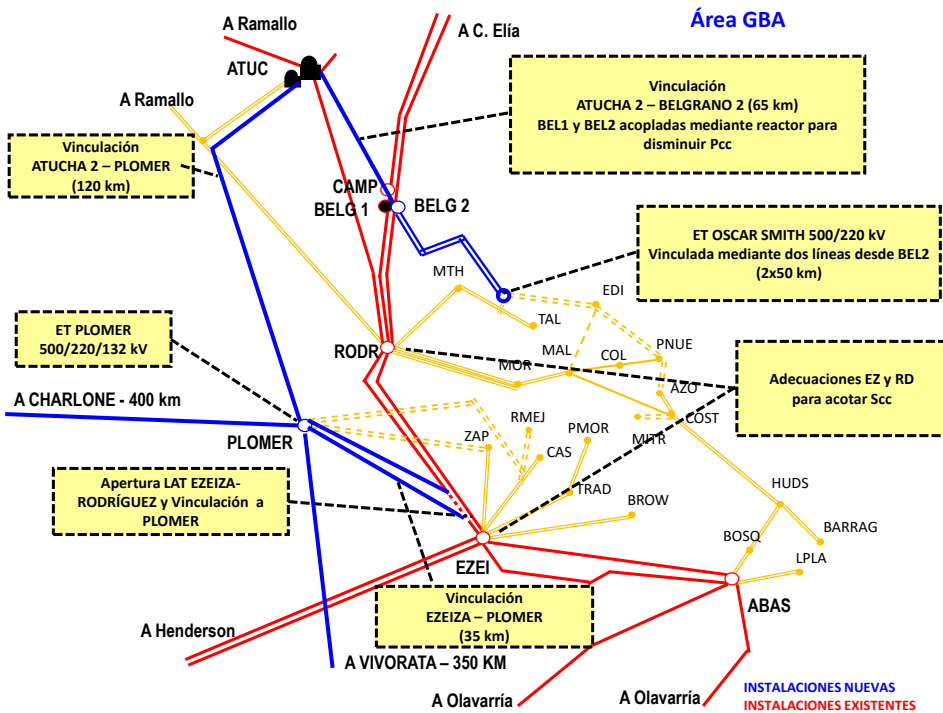 Área GBA
A Ramallo
A C. Elía
ATUC
A Ramallo
Vinculación
ATUCHA 2 – BELGRANO 2 (65 km)
BEL1 y BEL2 acopladas mediante reactor para
disminuir Pcc
Vinculación
ATUCHA 2 – PLOMER
(120 km)
CAMP
BELG 1
BELG 2
ET OSCAR SMITH 500/220 kV
Vinculada mediante dos líneas desde BEL2
(2x50 km)
MTH
EDI
TAL
ET PLOMER
500/220/132 kV
RODR
MAL
COL
PNUE
MOR
Adecuaciones EZ y RD
para acotar Scc
AZO
A CHARLONE - 400 km
COST
PLOMER
RMEJ
PMOR
MITR
ZAP
CAS
Apertura LAT EZEIZA-
RODRÍGUEZ y Vinculación a
PLOMER
TRAD
HUDS
BROW
BARRAG
BOSQ
LPLA
EZEI
ABAS
Vinculación
EZEIZA – PLOMER
(35 km)
A Henderson
A VIVORATA – 350 KM
A Olavarría
A Olavarría
INSTALACIONES NUEVAS
INSTALACIONES EXISTENTES